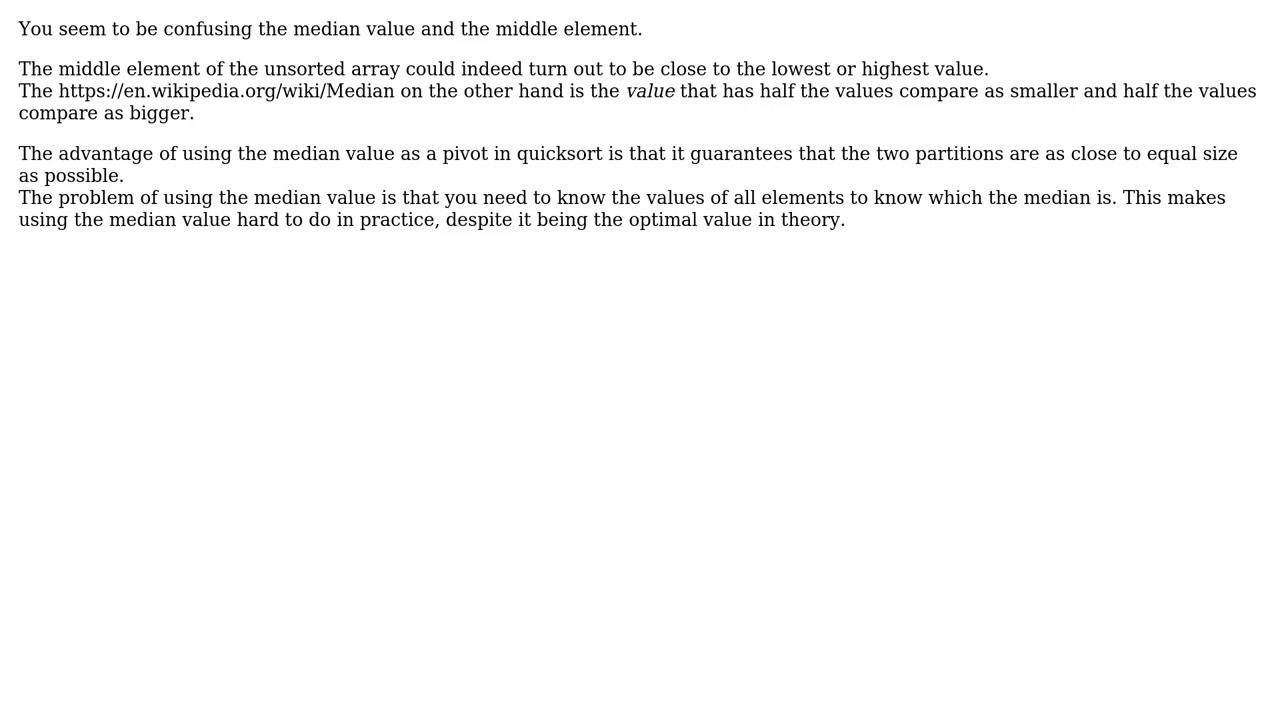 You seem to be confusing the median value and the middle element.
The middle element of the unsorted array could indeed turn out to be close to the lowest or highest value.
The https://en.wikipedia.org/wiki/Median on the other hand is the value that has half the values compare as smaller and half the values
compare as bigger.
The advantage of using the median value as a pivot in quicksort is that it guarantees that the two partitions are as close to equal size
as possible.
The problem of using the median value is that you need to know the values of all elements to know which the median is. This makes
using the median value hard to do in practice, despite it being the optimal value in theory.